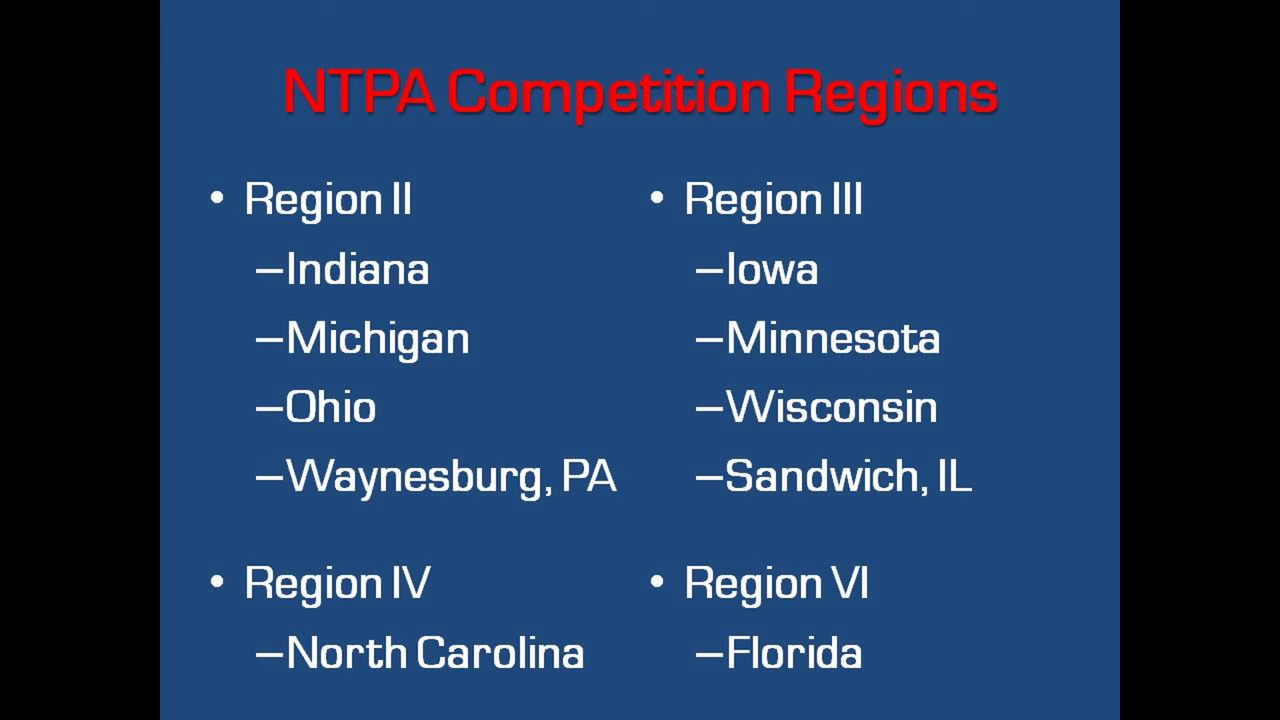 NTPA Competition Regions
• Region II
–Indiana
–Michigan
–Ohio
–Waynesburg, PA
• Region III
–Iowa
–Minnesota
–Wisconsin
–Sandwich, IL
• Region IV
–North Carolina
• Region VI
–Florida